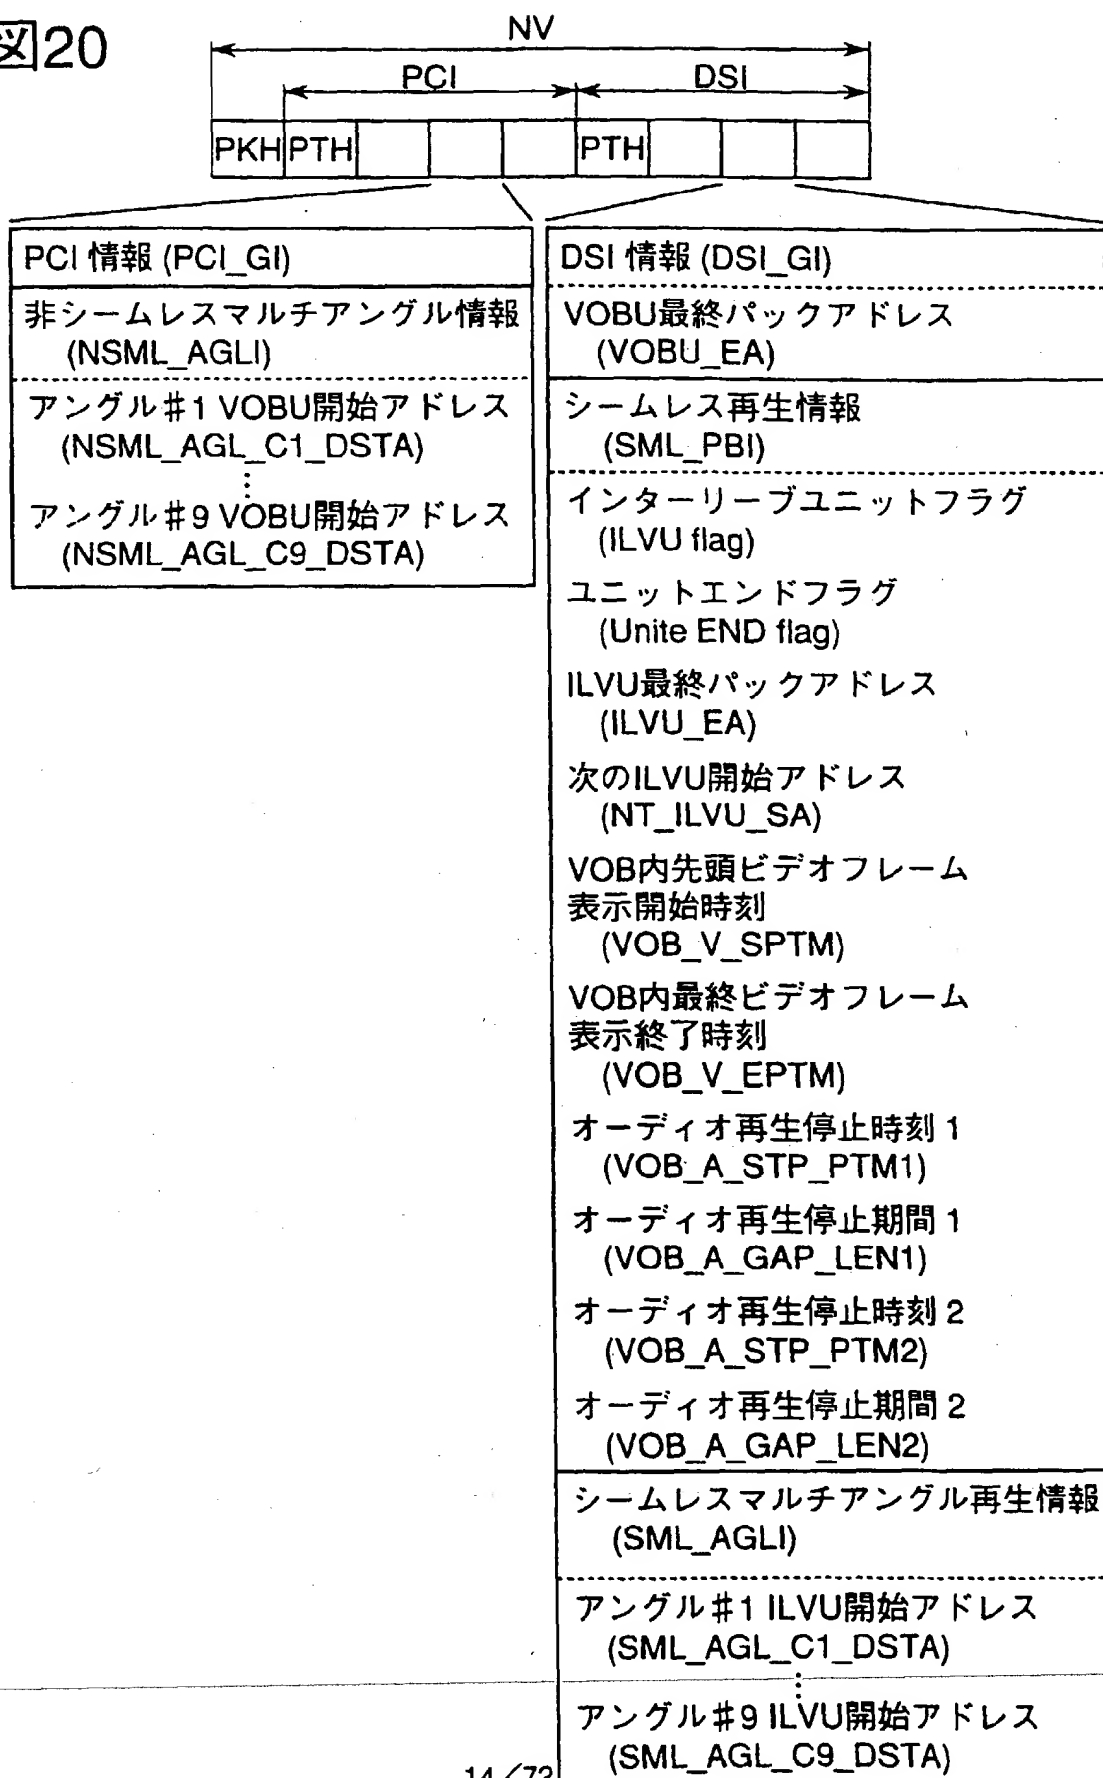 図20
NV
PCI
DSI
PKH PTH PTH
PCI 情報 (PCI_GI)
非シームレスマルチアングル情報
(NSML_AGLI)
アングル#1 VOBU開始アドレス
(NSML_AGL_C1_DSTA)
⋮
アングル#9 VOBU開始アドレス
(NSML_AGL_C9_DSTA)
DSI 情報 (DSI_GI)
VOBU最終パックアドレス
(VOBU_EA)
シームレス再生情報
(SML_PBI)
インターリーブユニットフラグ
(ILVU flag)
ユニットエンドフラグ
(Unite END flag)
ILVU最終パックアドレス
(ILVU_EA)
次のILVU開始アドレス
(NT_ILVU_SA)
VOB内先頭ビデオフレーム
表示開始時刻
(VOB_V_SPTM)
VOB内最終ビデオフレーム
表示終了時刻
(VOB_V_EPTM)
オーディオ再生停止時刻 1
(VOB_A_STP_PTM1)
オーディオ再生停止期間 1
(VOB_A_GAP_LEN1)
オーディオ再生停止時刻 2
(VOB_A_STP_PTM2)
オーディオ再生停止期間 2
(VOB_A_GAP_LEN2)
シームレスマルチアングル再生情報
(SML_AGLI)
アングル#1 ILVU開始アドレス
(SML_AGL_C1_DSTA)
⋮
アングル#9 ILVU開始アドレス
(SML_AGL_C9_DSTA)
14/73